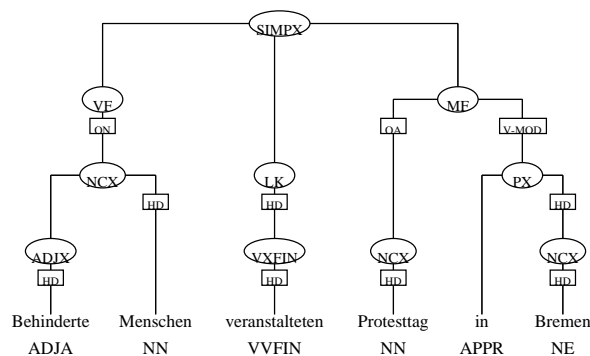 SIMPX
VF MF
ON OA V-MOD
NCX LK PX
HD HD HD
ADJX VXFIN NCX NCX
HD HD HD HD
Behinderte Menschen veranstalteten Protesttag in Bremen
ADJA NN VVFIN NN APPR NE